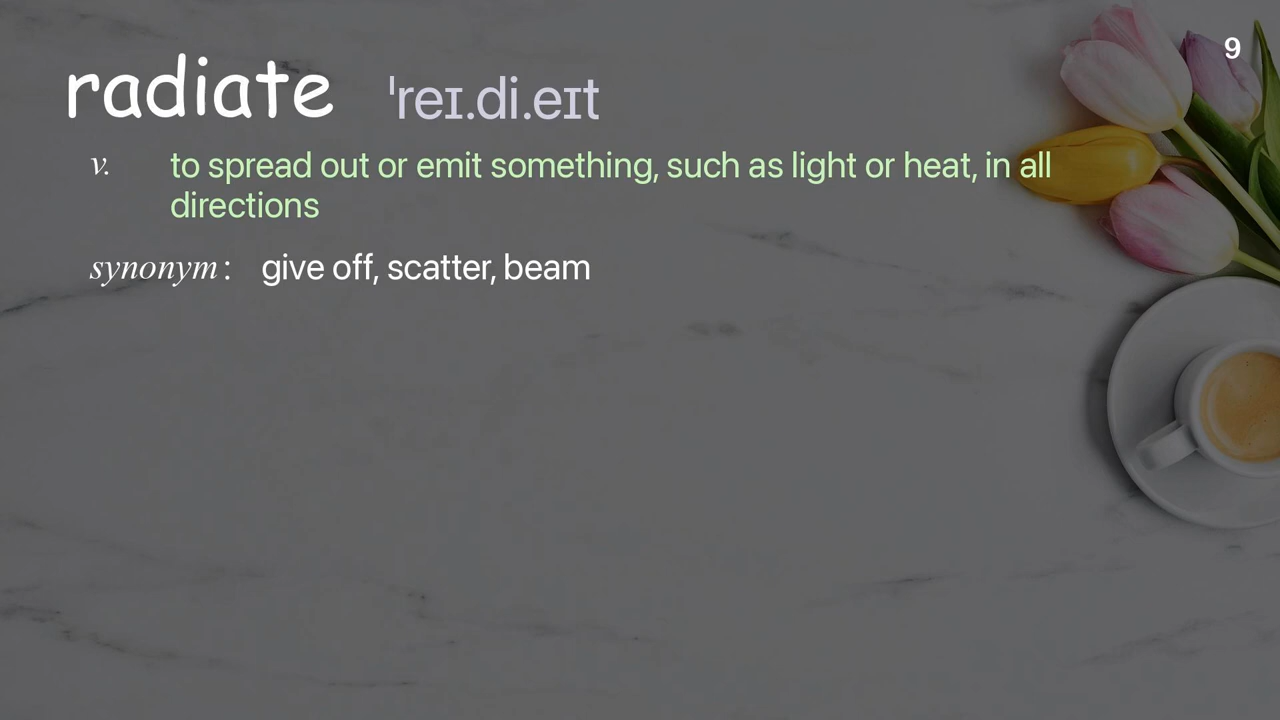 9
radiate ˈreɪ.di.eɪt
v. to spread out or emit something, such as light or heat, in all
directions
synonym: give off, scatter, beam